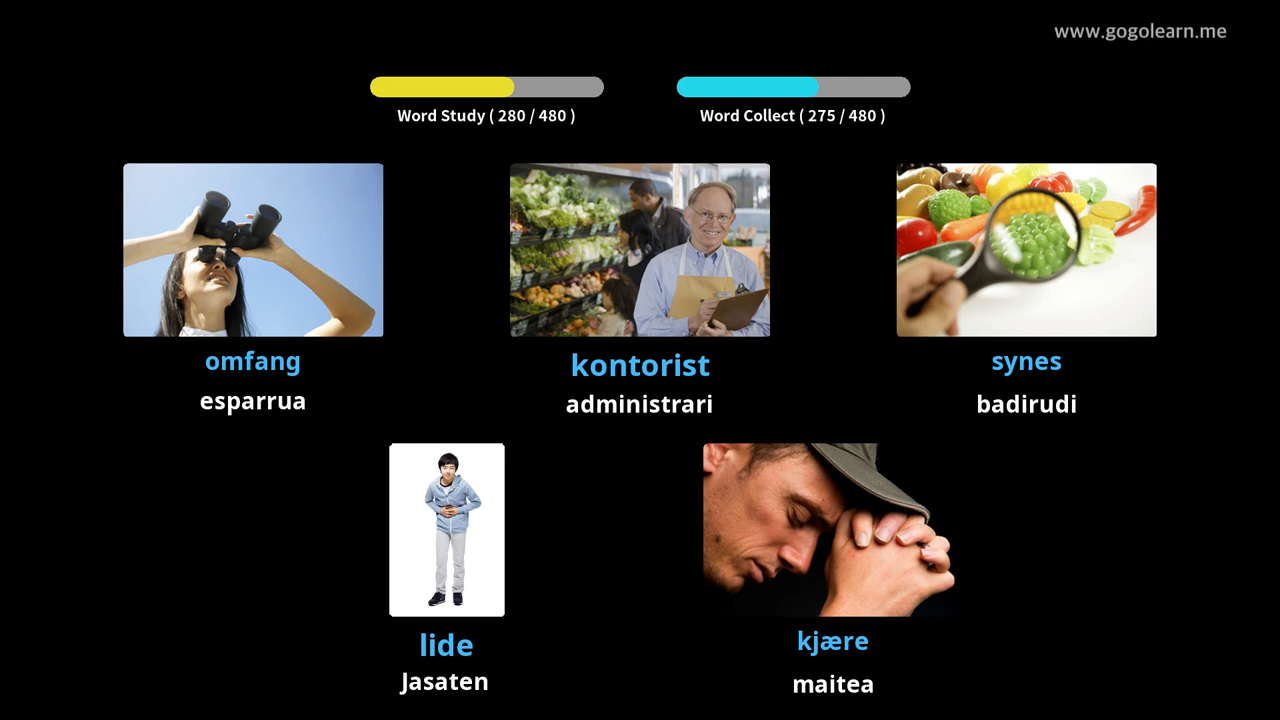 www.gogolearn.me
Word Study ( 280 / 480 )
Word Collect ( 275 / 480 )
omfang
esparrua
kontorist
administrari
synes
badirudi
lide
Jasaten
kjære
maitea